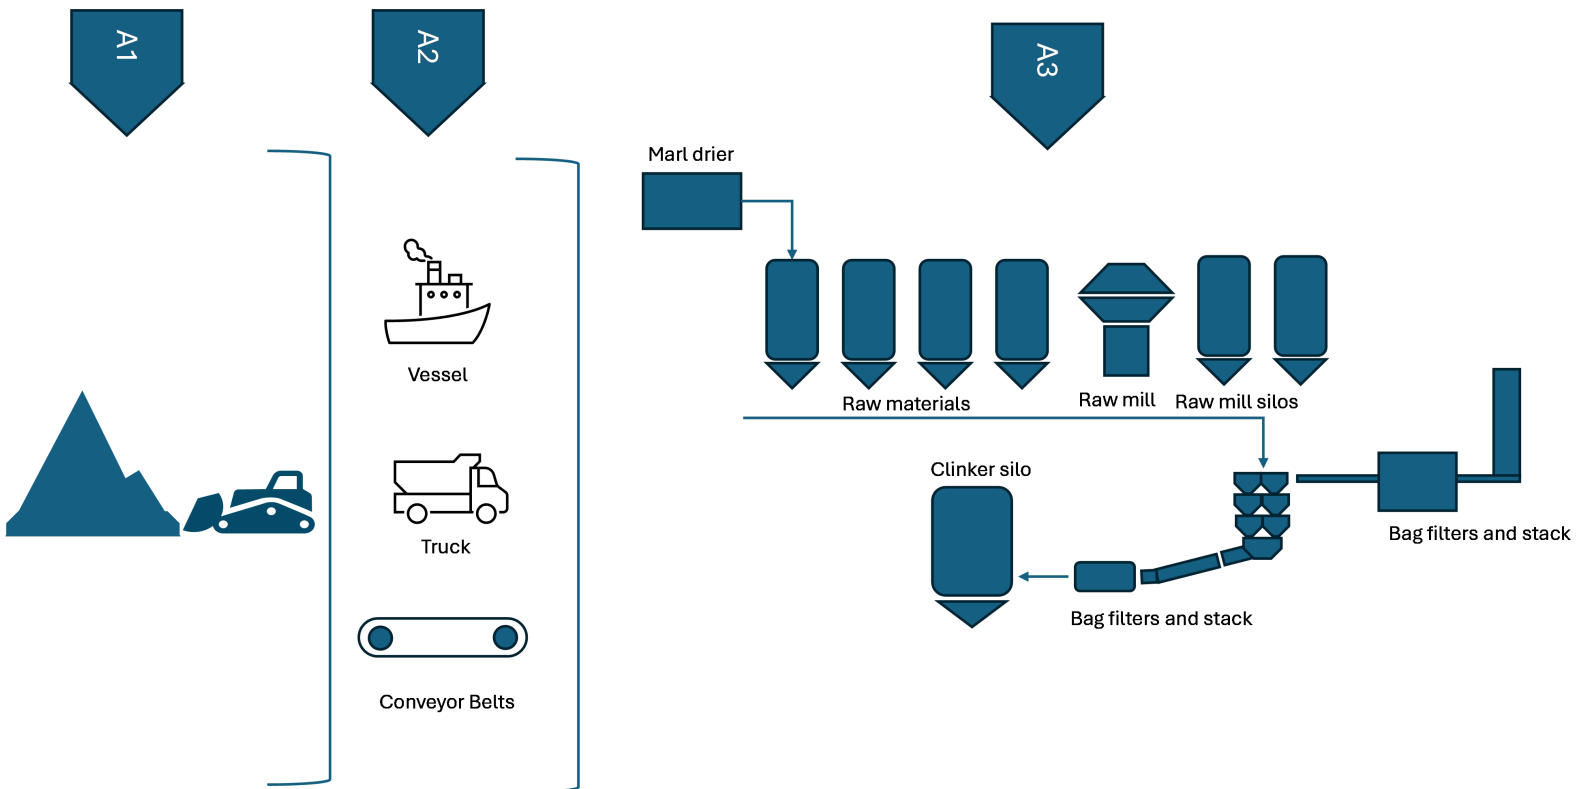 A1
A2
A3
Marl drier
Vessel
Raw materials
Raw mill
Raw mill silos
Clinker silo
Bag filters and stack
Truck
Bag filters and stack
Conveyor Belts